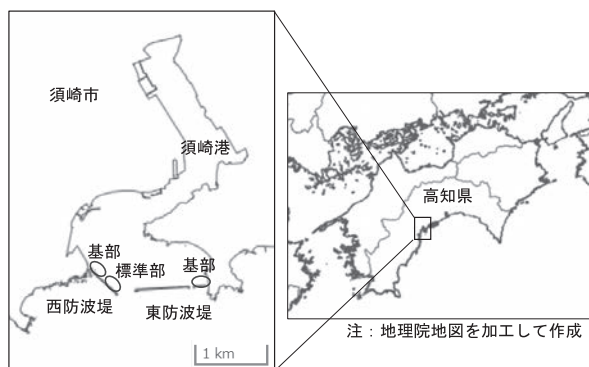 須崎市
須崎港
高知県
基部
標準部
基部
西防波堤
東防波堤
1 km
注：地理院地図を加工して作成